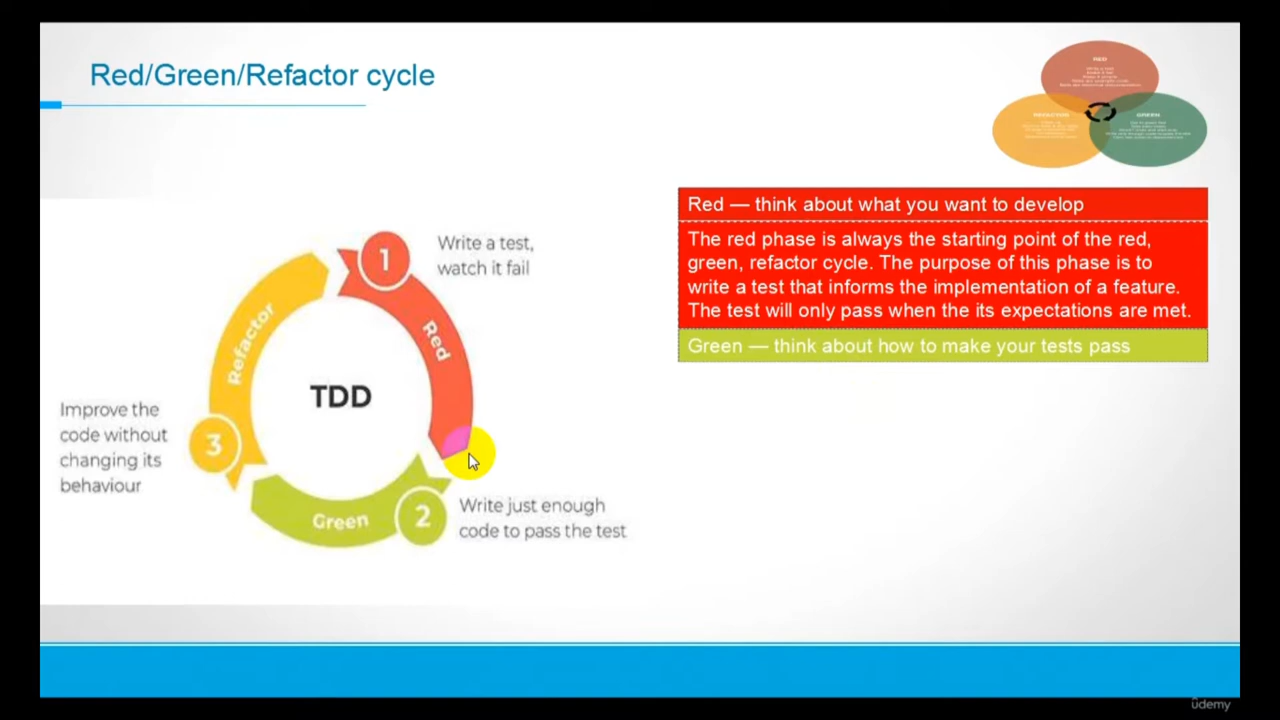 Red/Green/Refactor cycle
RED
REFACTOR
GREEN
Red — think about what you want to develop
The red phase is always the starting point of the red,
green, refactor cycle. The purpose of this phase is to
write a test that informs the implementation of a feature.
The test will only pass when the its expectations are met.
Green — think about how to make your tests pass
1
Write a test,
watch it fail
Red
Refactor
TDD
Improve the
code without
changing its
behaviour
3
Green
2
Write just enough
code to pass the test
ûdemy